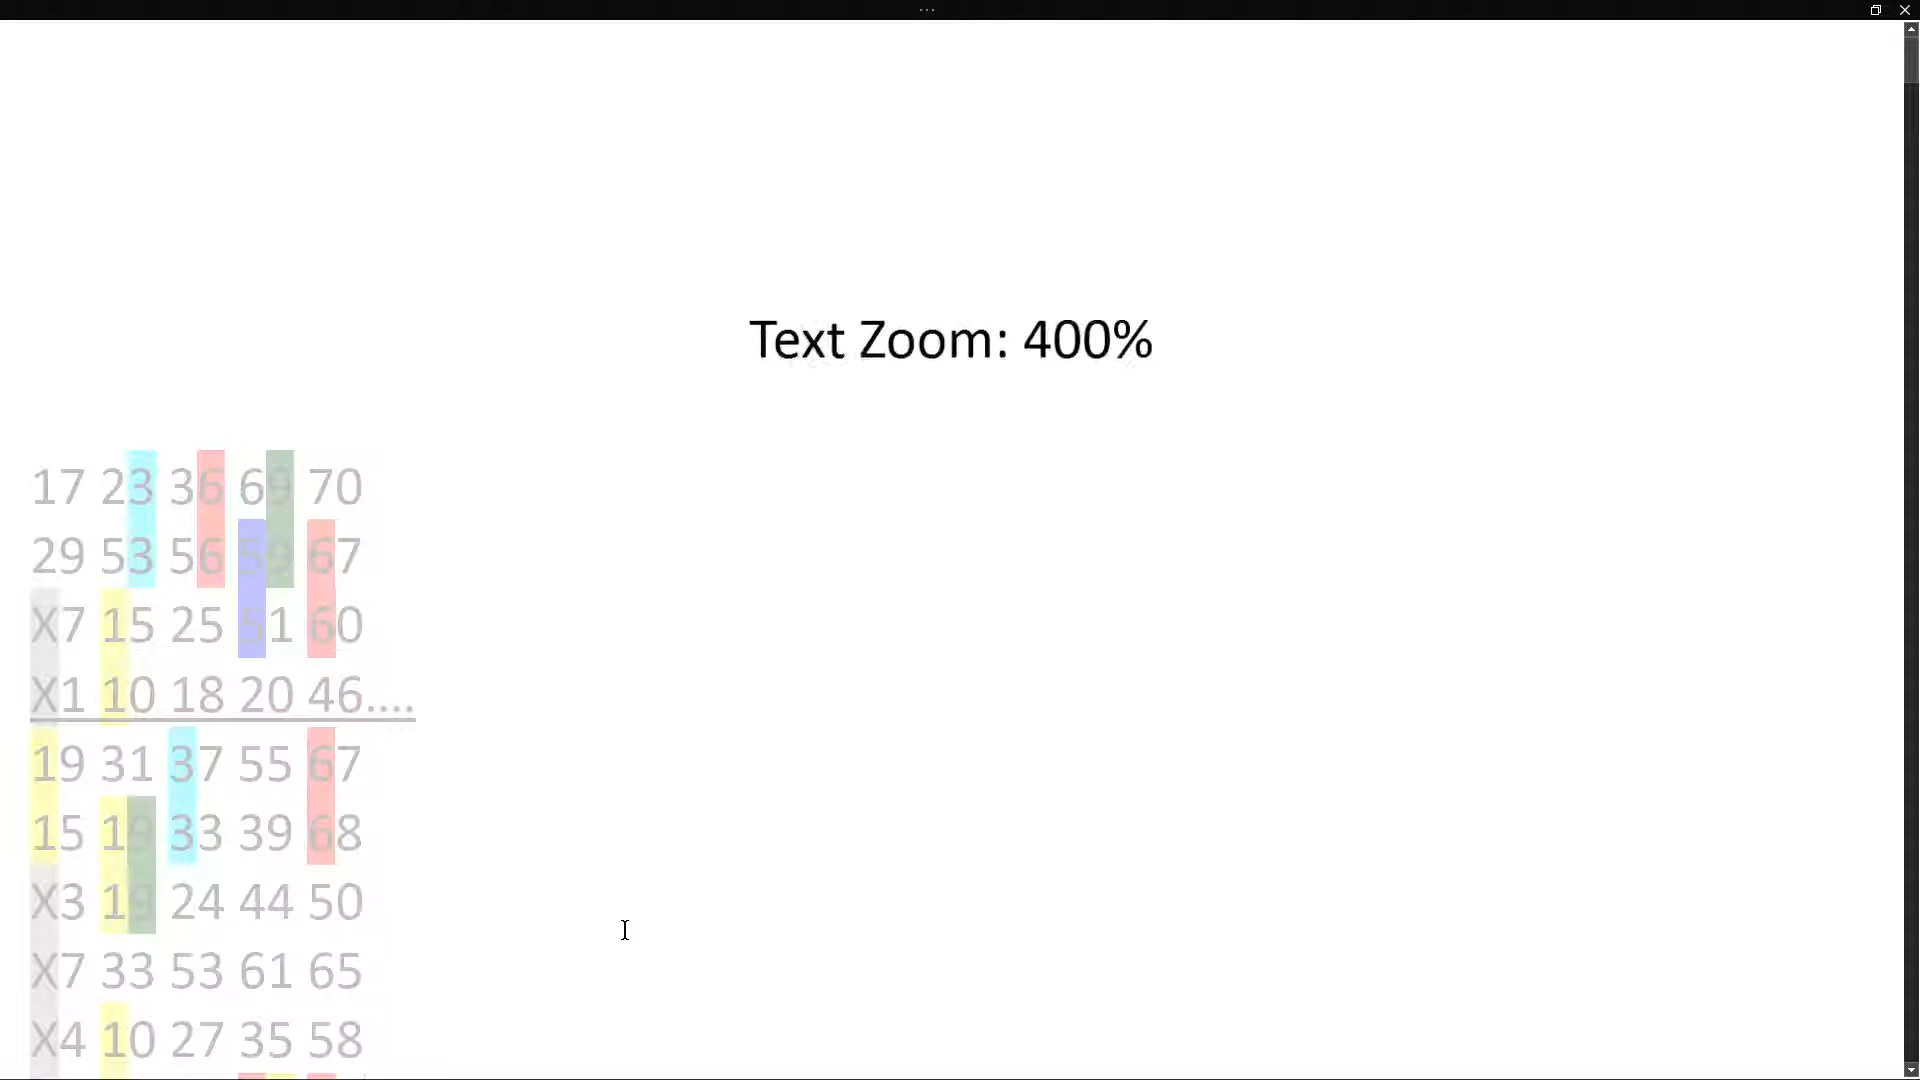 Text Zoom: 400%
17 23 36 69 70
29 53 56 59 67
X7 15 25 51 60
X1 10 18 20 46....
19 31 37 55 67
15 19 33 39 68
X3 19 24 44 50
X7 33 53 61 65
X4 10 27 35 58